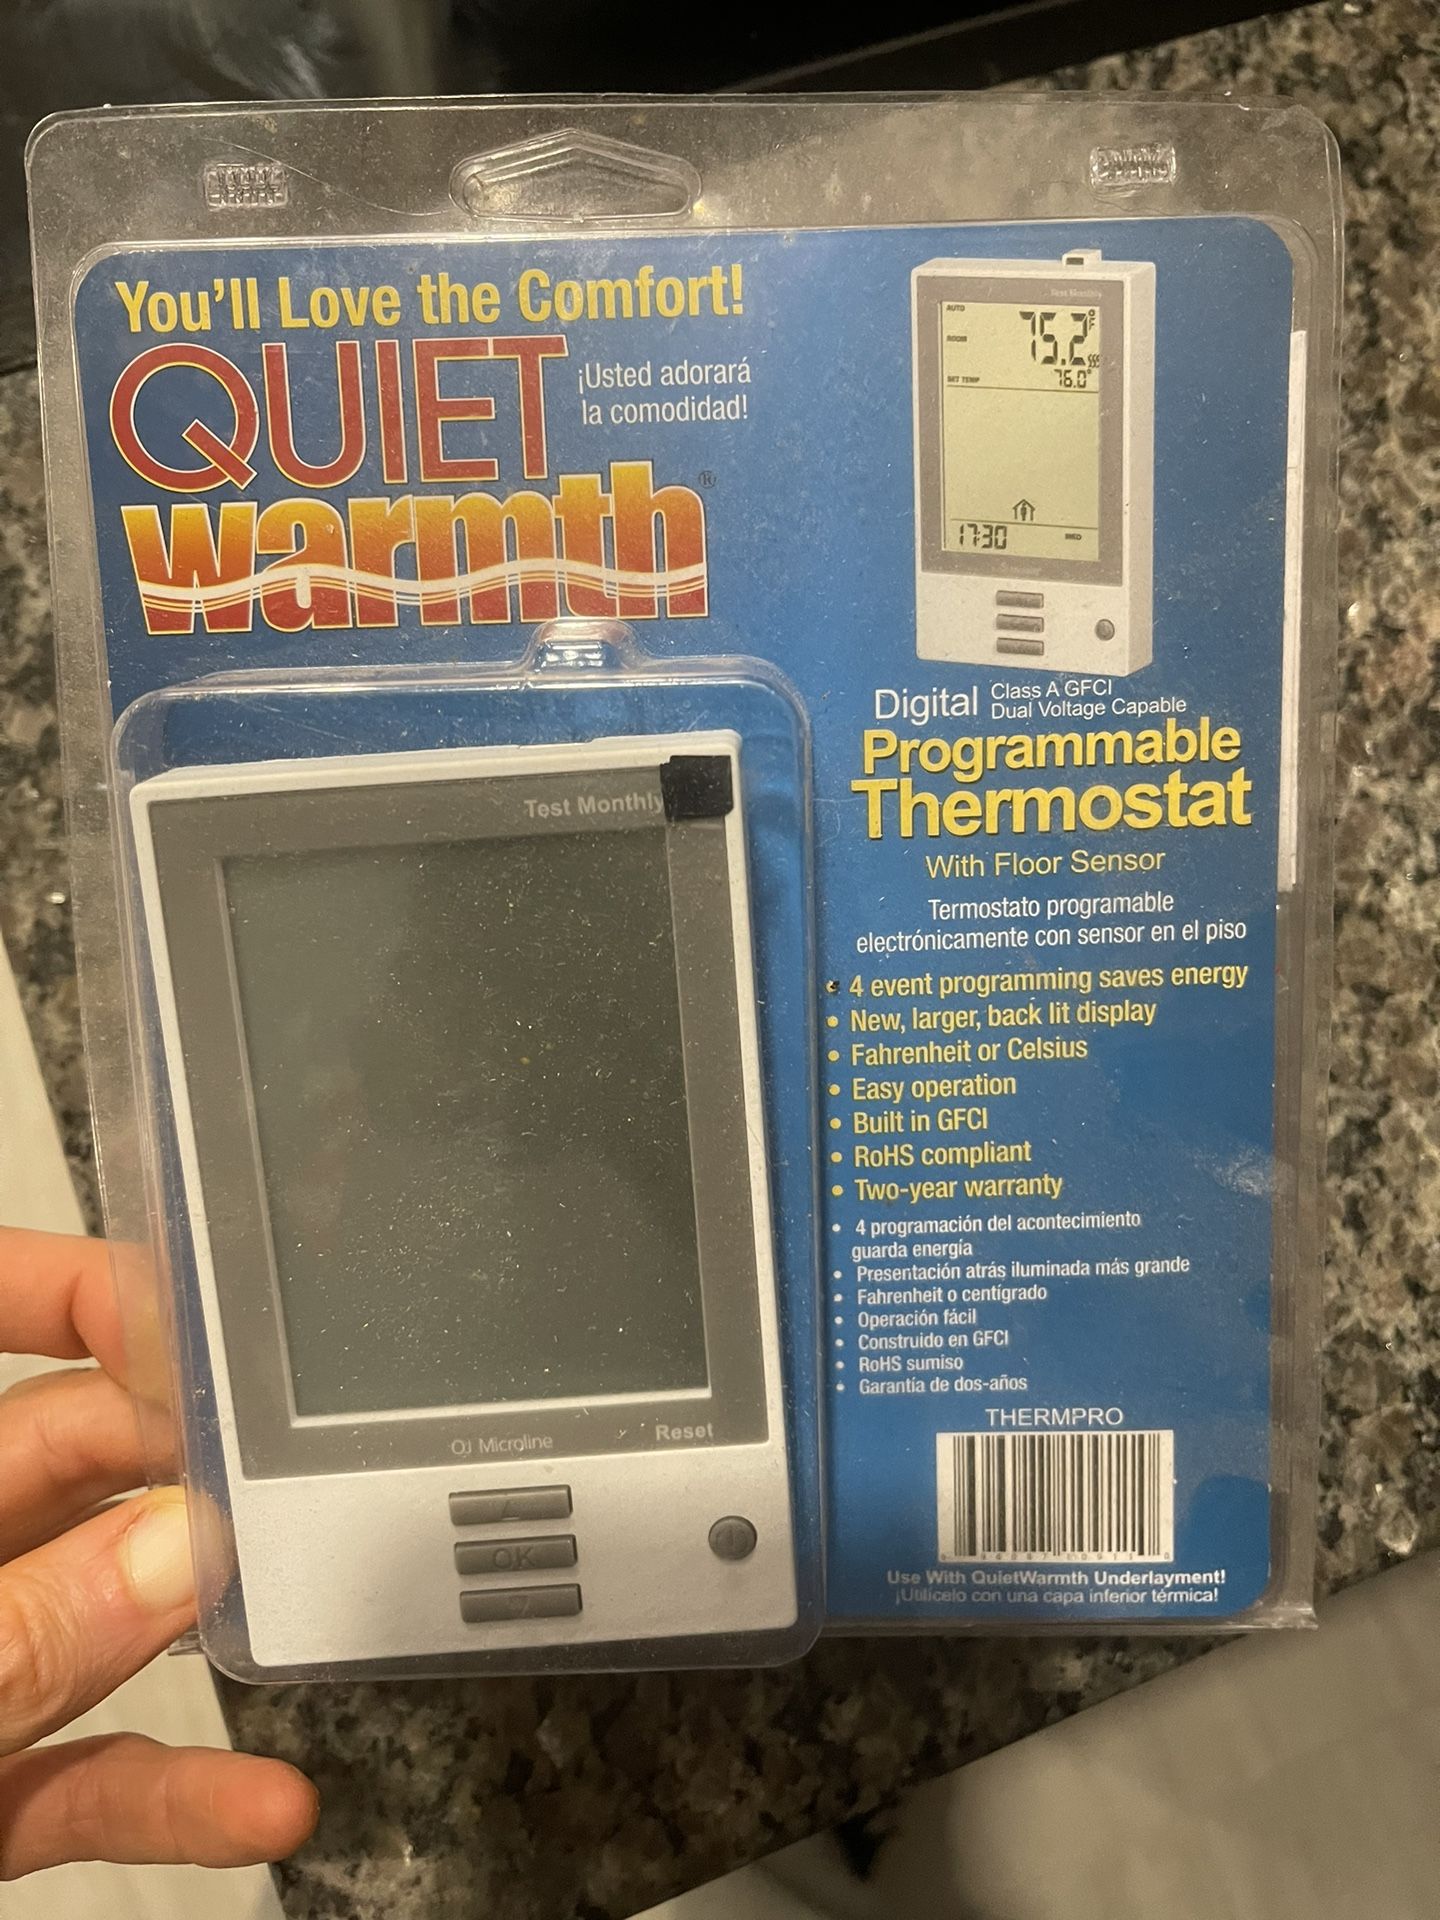 You'll Love the Comfort!
QUIET
warmth®
¡Usted adorará
la comodidad!
Test Monthly
AUTO
75.2°F
ROOM
SET TEMP 76.0°
17:30 WED
Digital Class A GFCI
Dual Voltage Capable
Programmable
Thermostat
With Floor Sensor
Termostato programable
electrónicamente con sensor en el piso
• 4 event programming saves energy
• New, larger, back lit display
• Fahrenheit or Celsius
• Easy operation
• Built in GFCI
• RoHS compliant
• Two-year warranty
• 4 programación del acontecimiento
guarda energía
• Presentación atrás iluminada más grande
• Fahrenheit o centígrado
• Operación fácil
• Construido en GFCI
• RoHS sumiso
• Garantía de dos-años
THERMPRO
Use With QuietWarmth Underlayment!
¡Utilícelo con una capa inferior térmica!
Test Monthly
OJ Microline
Reset
OK